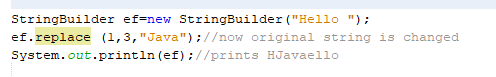 StringBuilder ef=new StringBuilder("Hello ");
ef.replace (1,3,"Java");//now original string is changed
System.out.println(ef);//prints HJavaello